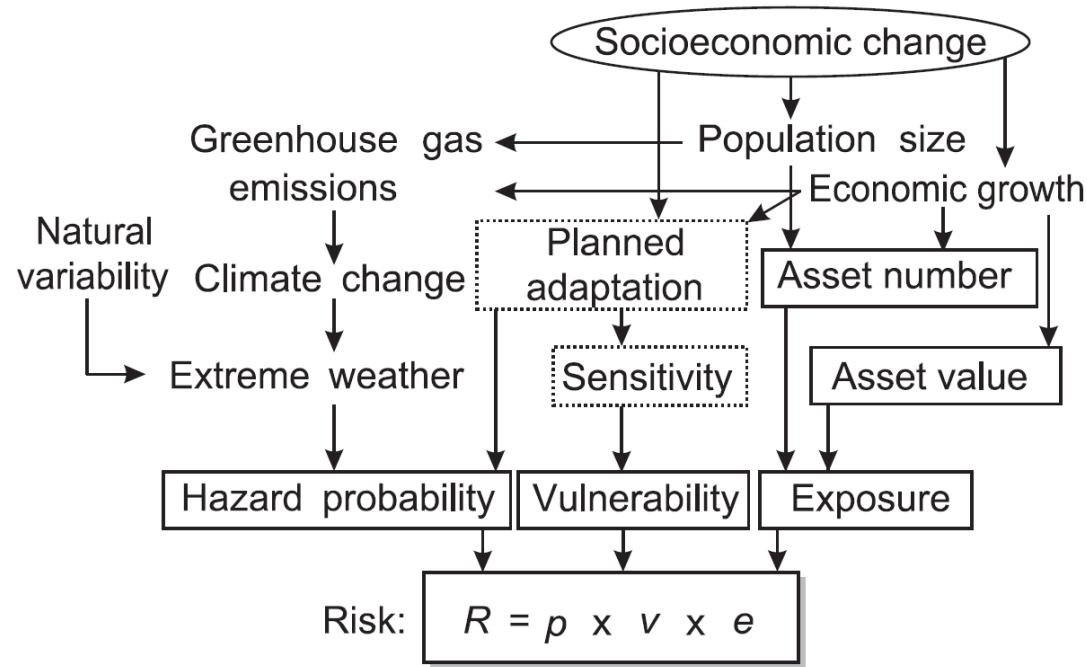 Socioeconomic change
Greenhouse gas
emissions
Population size
Economic growth
Natural
variability
Climate change
Planned
adaptation
Asset number
Extreme weather
Sensitivity
Asset value
Hazard probability
Vulnerability
Exposure
Risk: R = p x v x e